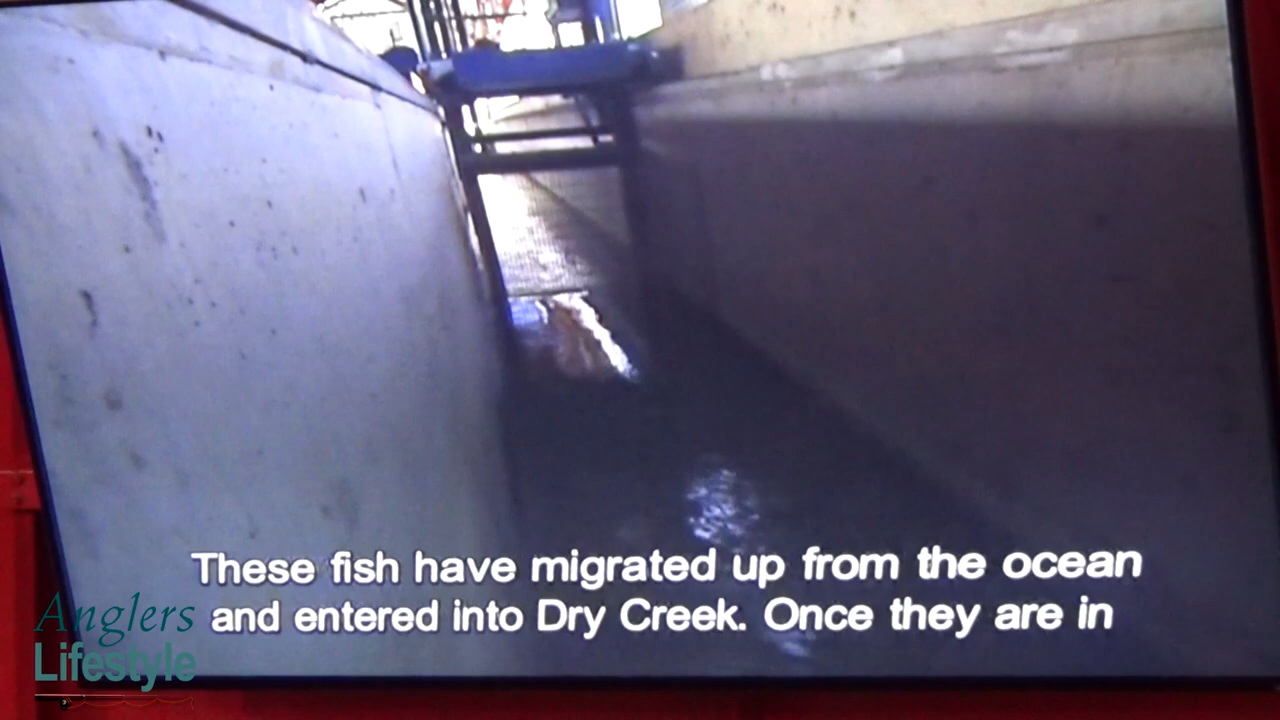 These fish have migrated up from the ocean
and entered into Dry Creek. Once they are in
Anglers
Lifestyle